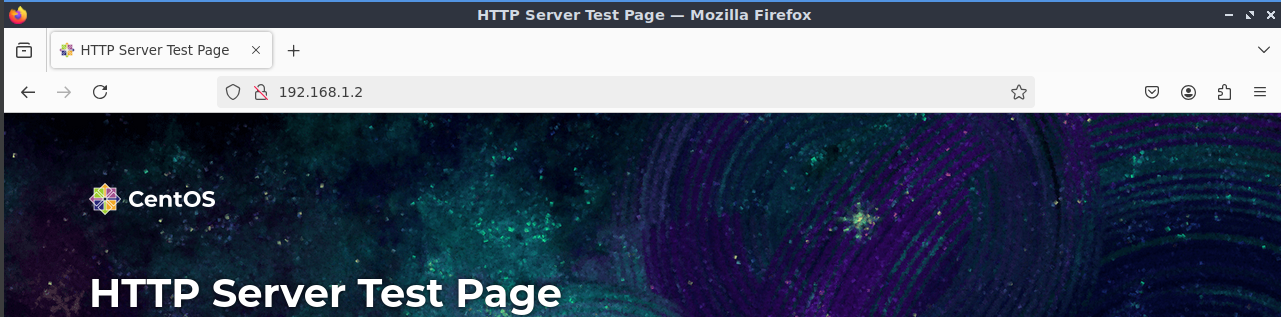 HTTP Server Test Page — Mozilla Firefox
HTTP Server Test Page
192.168.1.2
CentOS
HTTP Server Test Page